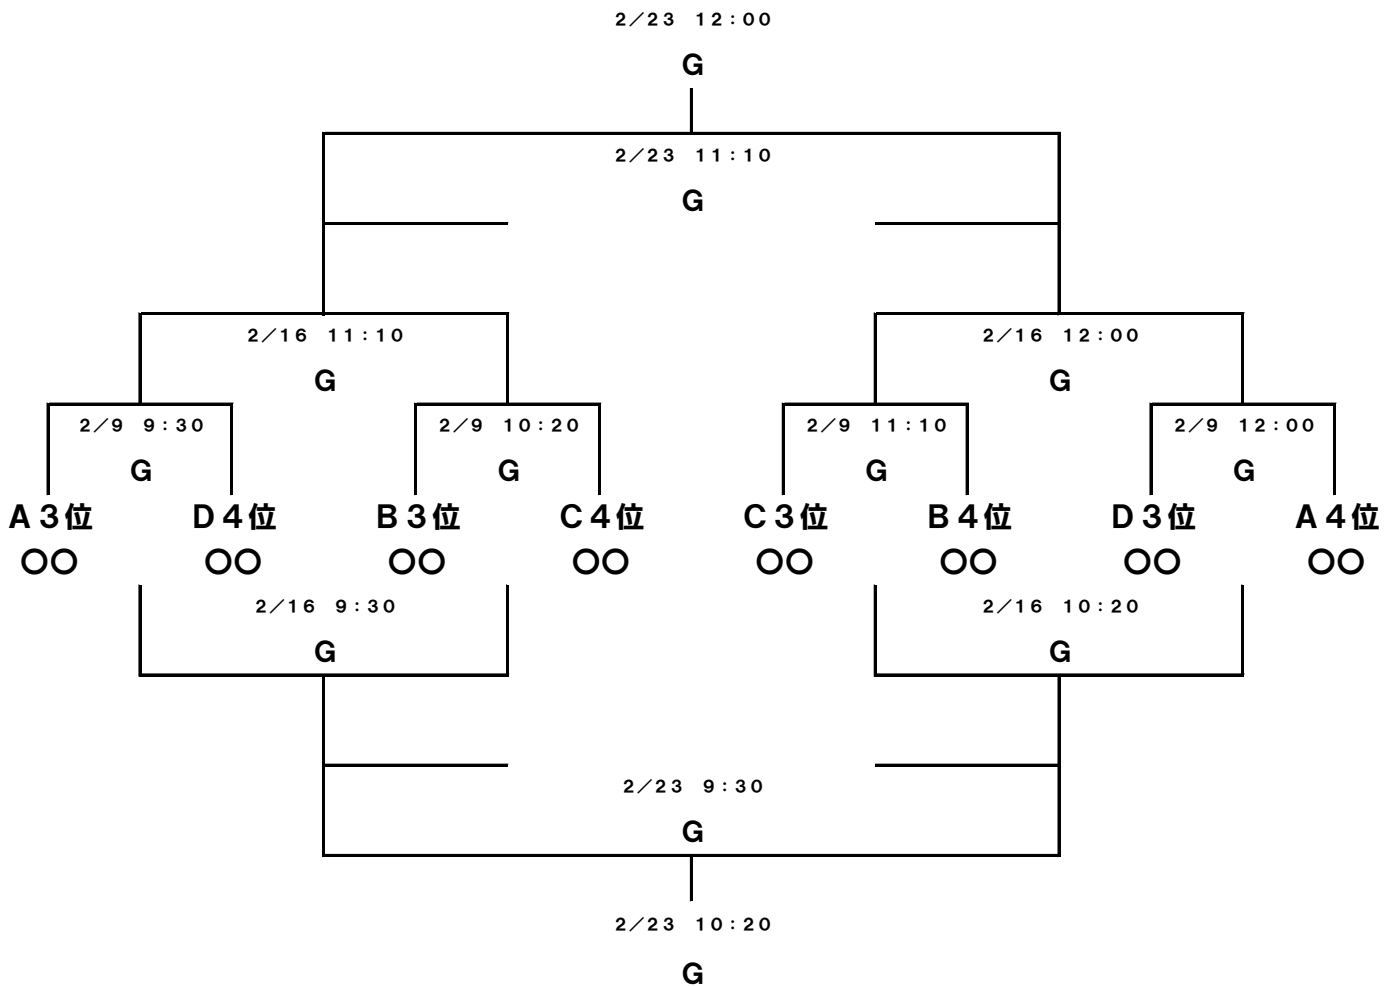 ２／２３　１２：００
Ｇ
２／２３　１１：１０
Ｇ
２／１６　１１：１０
２／１６　１２：００
Ｇ
Ｇ
２／９　９：３０
２／９　１０：２０
２／９　１１：１０
２／９　１２：００
Ｇ
Ｇ
Ｇ
Ｇ
Ａ３位
Ｄ４位
Ｂ３位
Ｃ４位
Ｃ３位
Ｂ４位
Ｄ３位
Ａ４位
〇〇
〇〇
〇〇
〇〇
〇〇
〇〇
〇〇
〇〇
２／１６　９：３０
２／１６　１０：２０
Ｇ
Ｇ
２／２３　９：３０
Ｇ
２／２３　１０：２０
Ｇ